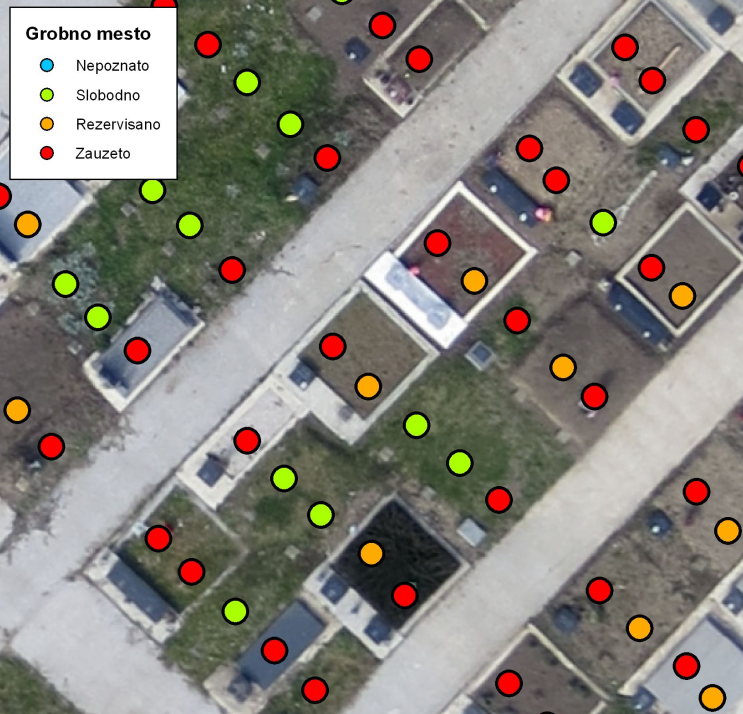 Grobno mesto
Nepoznato
Slobodno
Rezervisano
Zauzeto